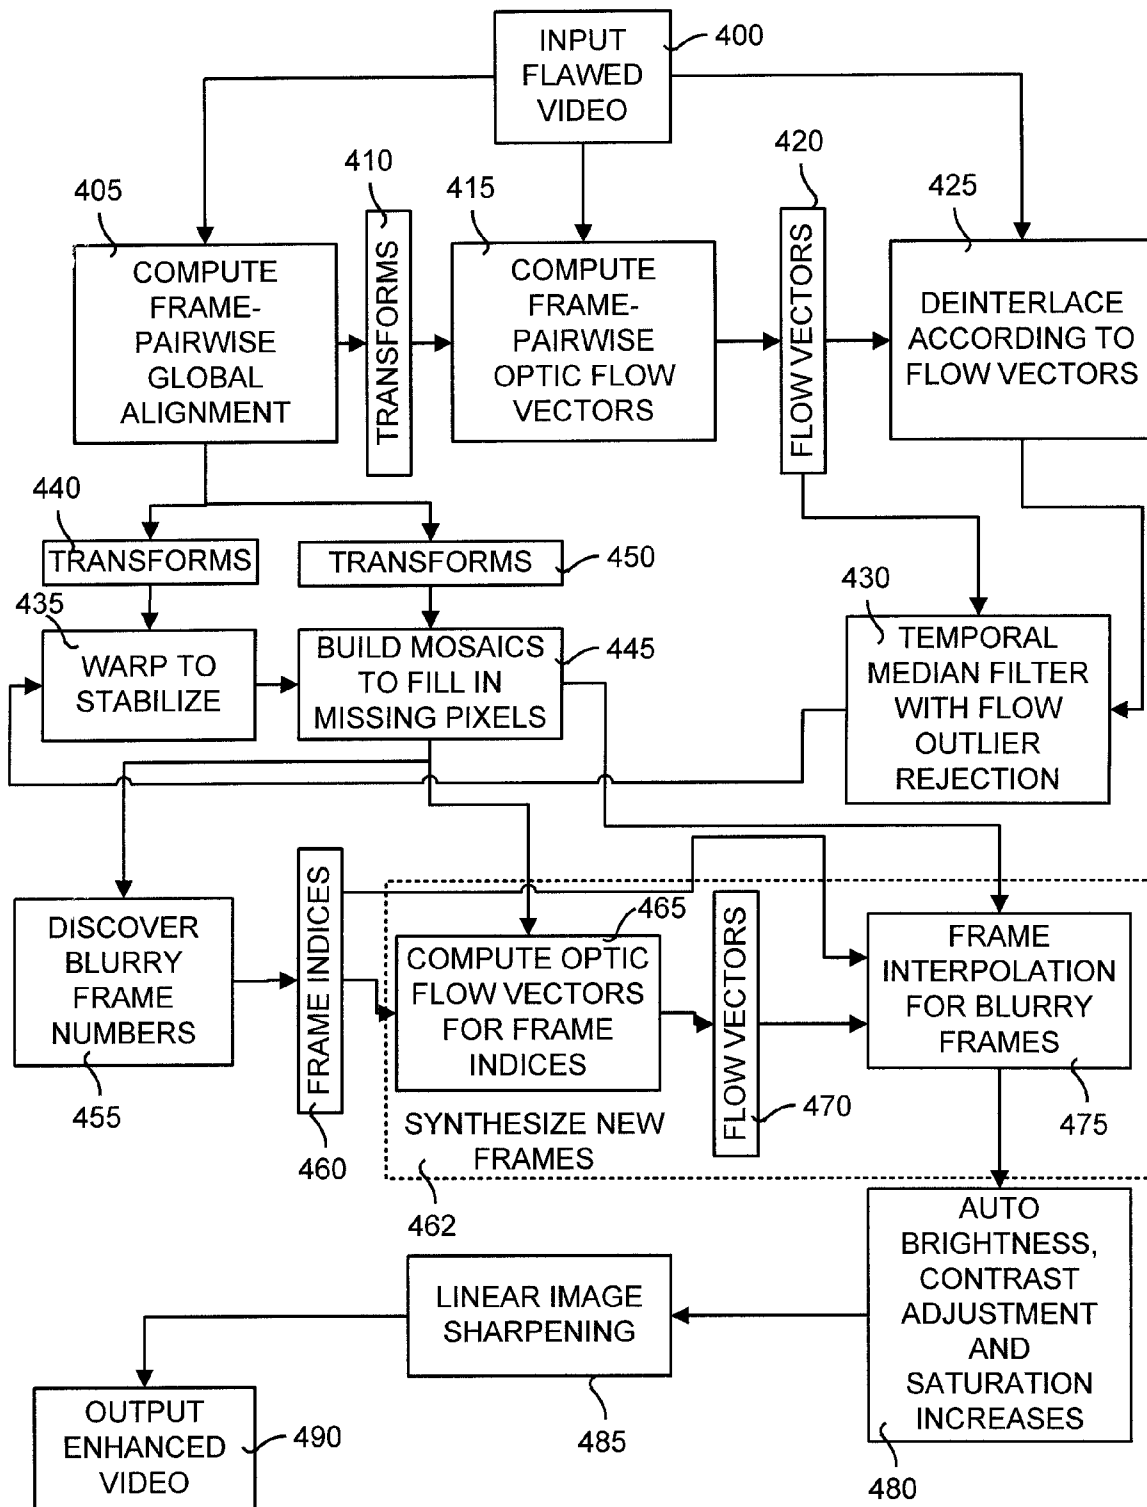 INPUT
FLAWED
VIDEO
400
405
COMPUTE
FRAME-
PAIRWISE
GLOBAL
ALIGNMENT
410
TRANSFORMS
415
COMPUTE
FRAME-
PAIRWISE
OPTIC FLOW
VECTORS
420
FLOW VECTORS
425
DEINTERLACE
ACCORDING TO
FLOW VECTORS
440
TRANSFORMS
TRANSFORMS
450
435
WARP TO
STABILIZE
BUILD MOSAICS
TO FILL IN
MISSING PIXELS
445
430
TEMPORAL
MEDIAN FILTER
WITH FLOW
OUTLIER
REJECTION
DISCOVER
BLURRY
FRAME
NUMBERS
455
FRAME INDICES
460
465
COMPUTE OPTIC
FLOW VECTORS
FOR FRAME
INDICES
FLOW VECTORS
470
FRAME
INTERPOLATION
FOR BLURRY
FRAMES
475
SYNTHESIZE NEW
FRAMES
462
AUTO
BRIGHTNESS,
CONTRAST
ADJUSTMENT
AND
SATURATION
INCREASES
480
LINEAR IMAGE
SHARPENING
485
OUTPUT
ENHANCED
VIDEO
490